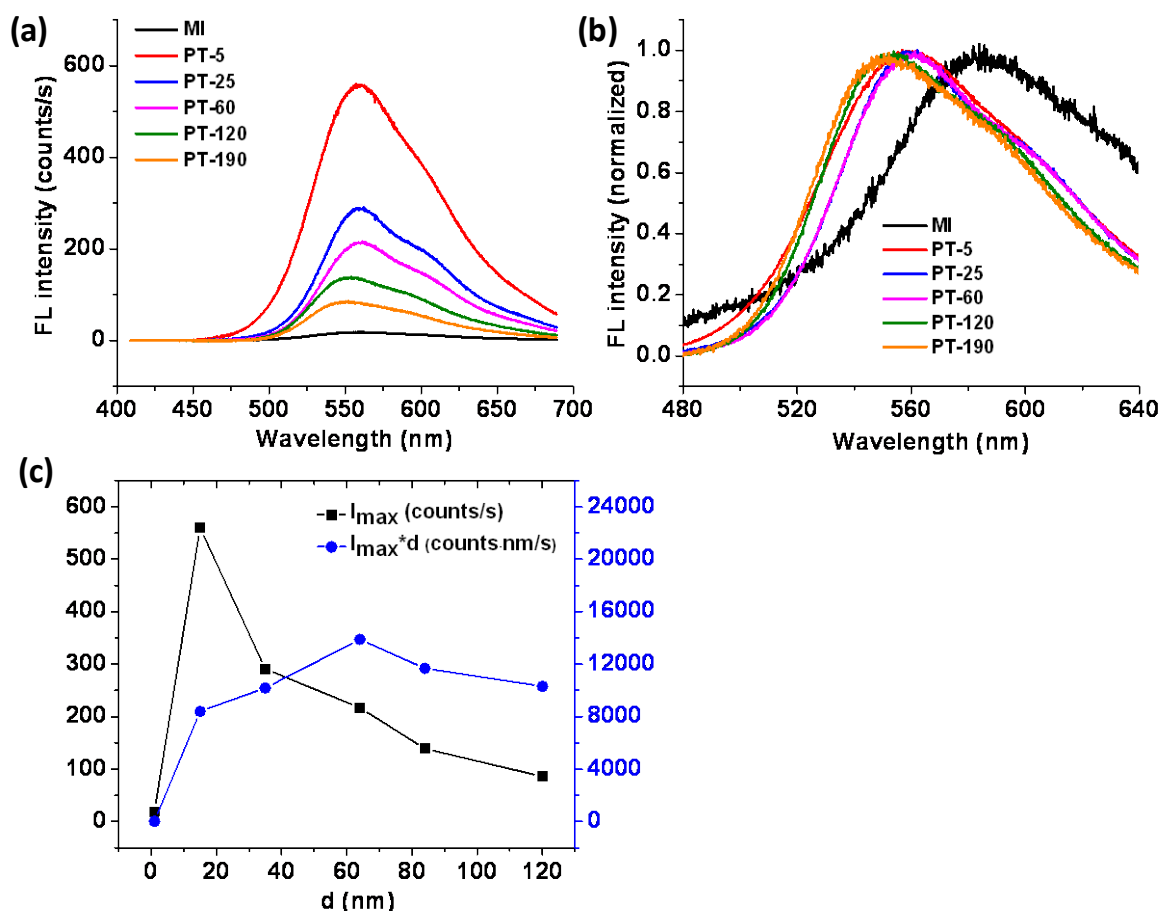 (a)
MI
PT-5
PT-25
PT-60
PT-120
PT-190
600
400
200
0
FL intensity (counts/s)
400 450 500 550 600 650 700
Wavelength (nm)
(b)
1.0
0.8
0.6
0.4
0.2
0.0
FL intensity (normalized)
MI
PT-5
PT-25
PT-60
PT-120
PT-190
480 520 560 600 640
Wavelength (nm)
(c)
600
500
400
300
200
100
0
Imax (counts/s)
Imax*d (counts·nm/s)
24000
20000
16000
12000
8000
4000
0
0 20 40 60 80 100 120
d (nm)